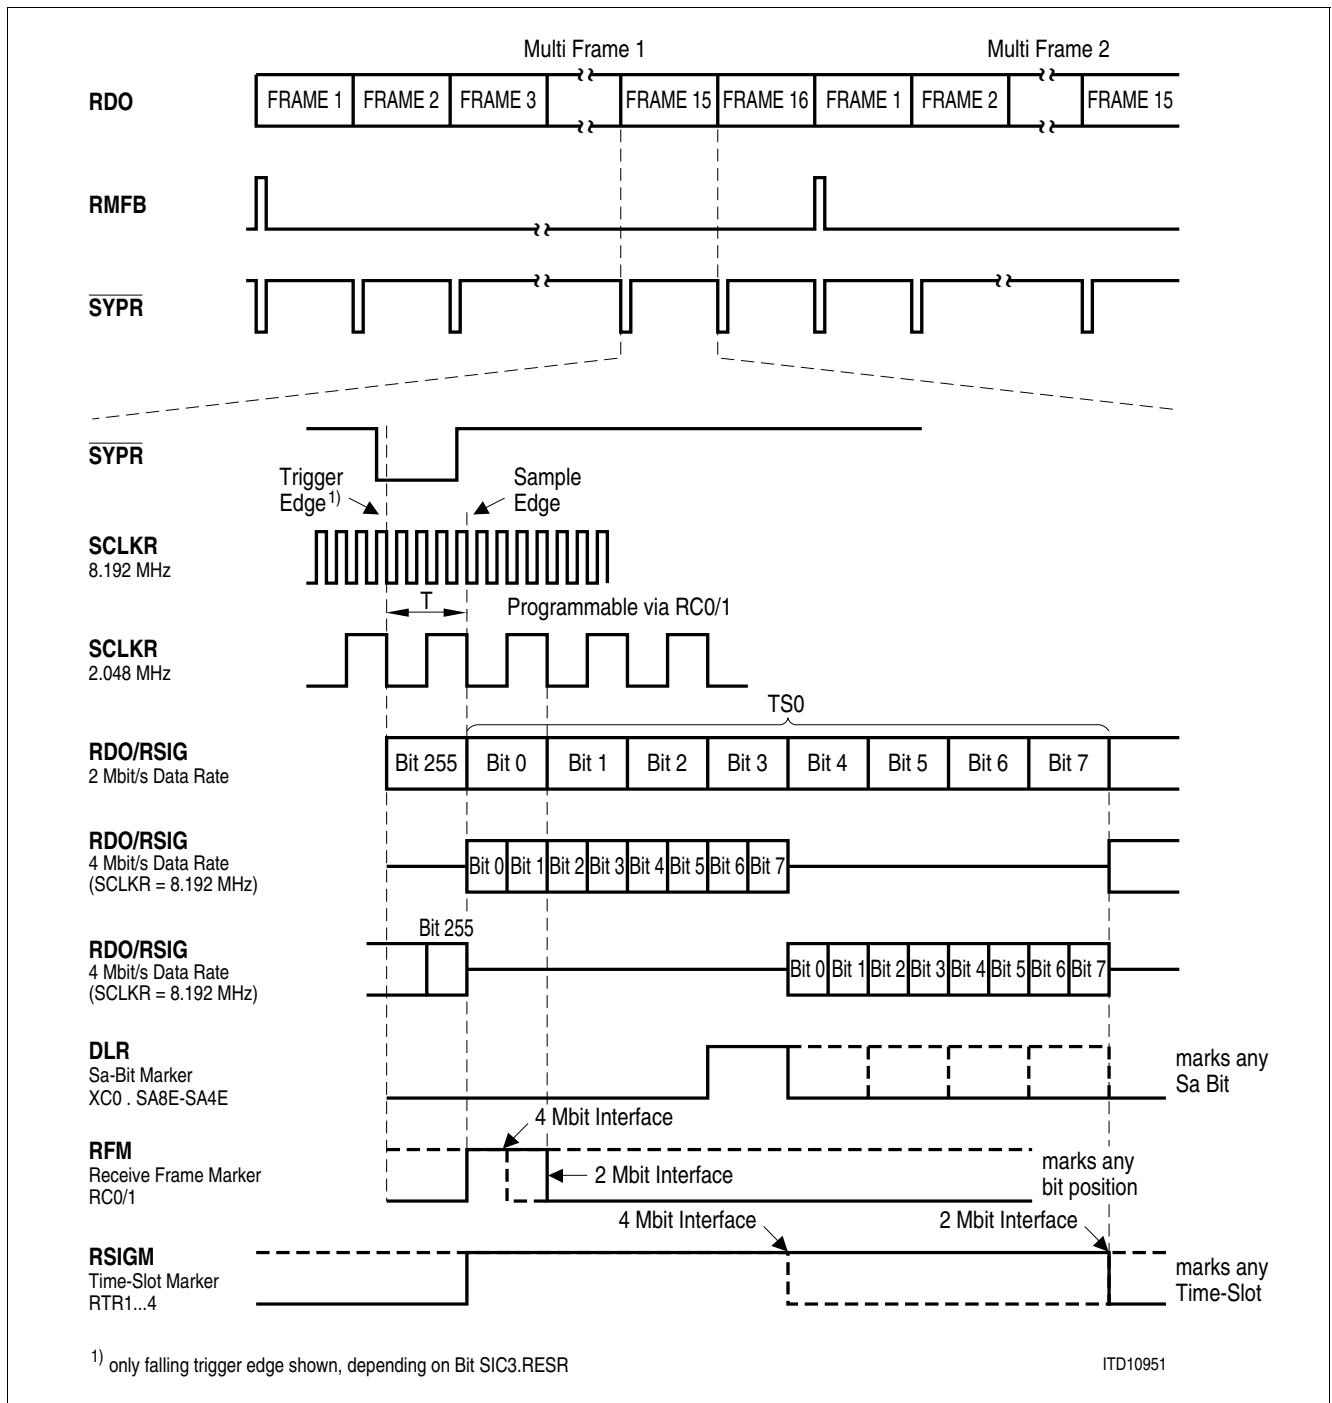 Multi Frame 1 Multi Frame 2
RDO FRAME 1 FRAME 2 FRAME 3 FRAME 15 FRAME 16 FRAME 1 FRAME 2 FRAME 15
RMFB
SYPR
SYPR
Trigger Edge1) Sample Edge
SCLKR
8.192 MHz
T Programmable via RC0/1
SCLKR
2.048 MHz
TS0
RDO/RSIG
2 Mbit/s Data Rate
Bit 255 Bit 0 Bit 1 Bit 2 Bit 3 Bit 4 Bit 5 Bit 6 Bit 7
RDO/RSIG
4 Mbit/s Data Rate
(SCLKR = 8.192 MHz)
Bit 0 Bit 1 Bit 2 Bit 3 Bit 4 Bit 5 Bit 6 Bit 7
Bit 255
RDO/RSIG
4 Mbit/s Data Rate
(SCLKR = 8.192 MHz)
Bit 0 Bit 1 Bit 2 Bit 3 Bit 4 Bit 5 Bit 6 Bit 7
DLR
Sa-Bit Marker
XC0 . SA8E-SA4E
marks any
Sa Bit
4 Mbit Interface
RFM
Receive Frame Marker
RC0/1
2 Mbit Interface
marks any
bit position
4 Mbit Interface 2 Mbit Interface
RSIGM
Time-Slot Marker
RTR1...4
marks any
Time-Slot
1) only falling trigger edge shown, depending on Bit SIC3.RESR
ITD10951